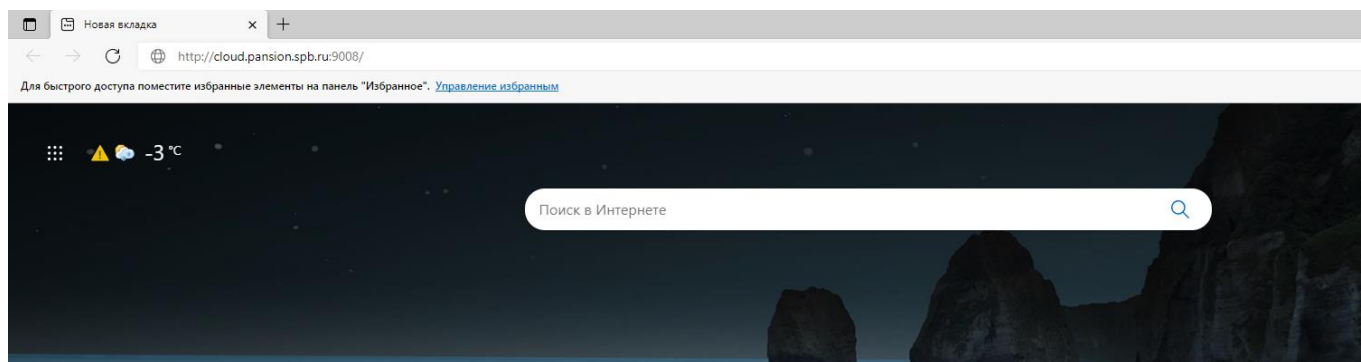 Новая вкладка
http://cloud.pansion.spb.ru:9008/
Для быстрого доступа поместите избранные элементы на панель "Избранное". Управление избранным
-3 °C
Поиск в Интернете